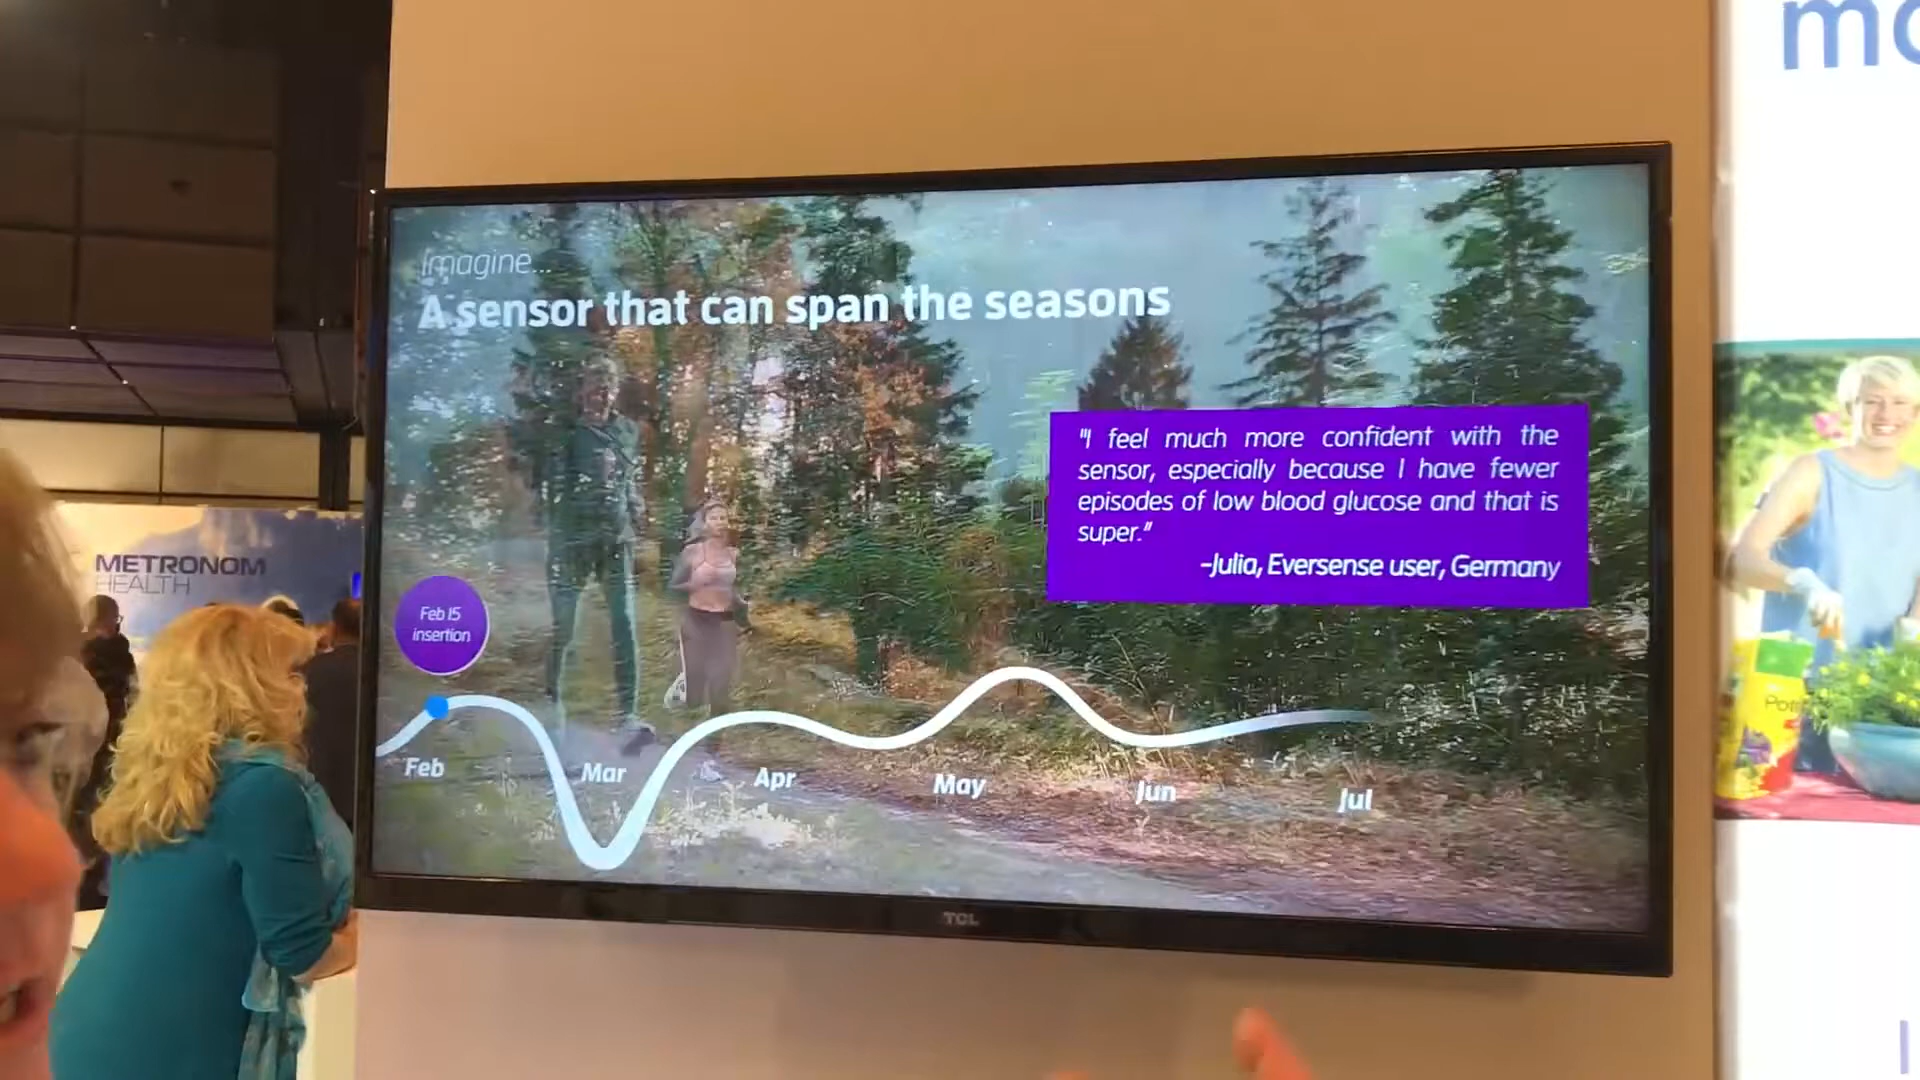 imagine...
A sensor that can span the seasons
"I feel much more confident with the
sensor, especially because I have fewer
episodes of low blood glucose and that is
super."
-Julia, Eversense user, Germany
METRONOM
HEALTH
Feb 15
insertion
Feb
Mar
Apr
May
Jun
Jul
TCL